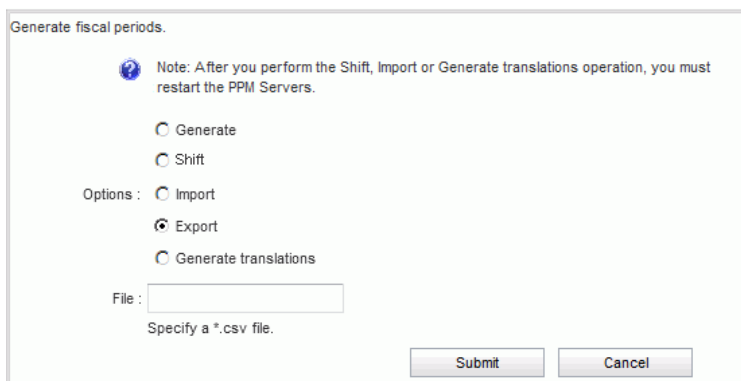 Generate fiscal periods.
Note: After you perform the Shift, Import or Generate translations operation, you must
restart the PPM Servers.
Generate
Shift
Options : Import
Export
Generate translations
File :
Specify a *.csv file.
Submit Cancel